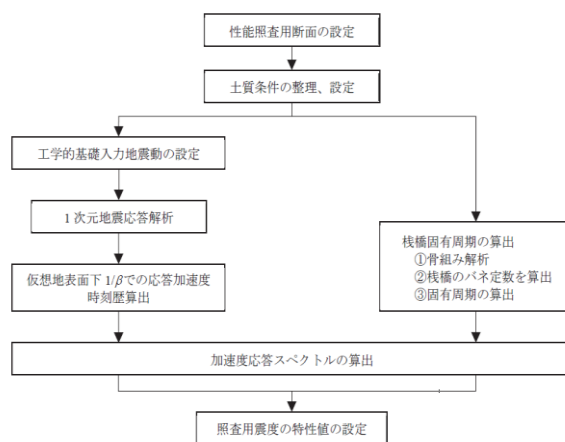 性能照査用断面の設定
土質条件の整理、設定
工学的基礎入力地震動の設定
1次元地震応答解析
仮想地表面下 1/βでの応答加速度
時刻歴算出
桟橋固有周期の算出
①骨組み解析
②桟橋のバネ定数を算出
③固有周期の算出
加速度応答スペクトルの算出
照査用震度の特性値の設定